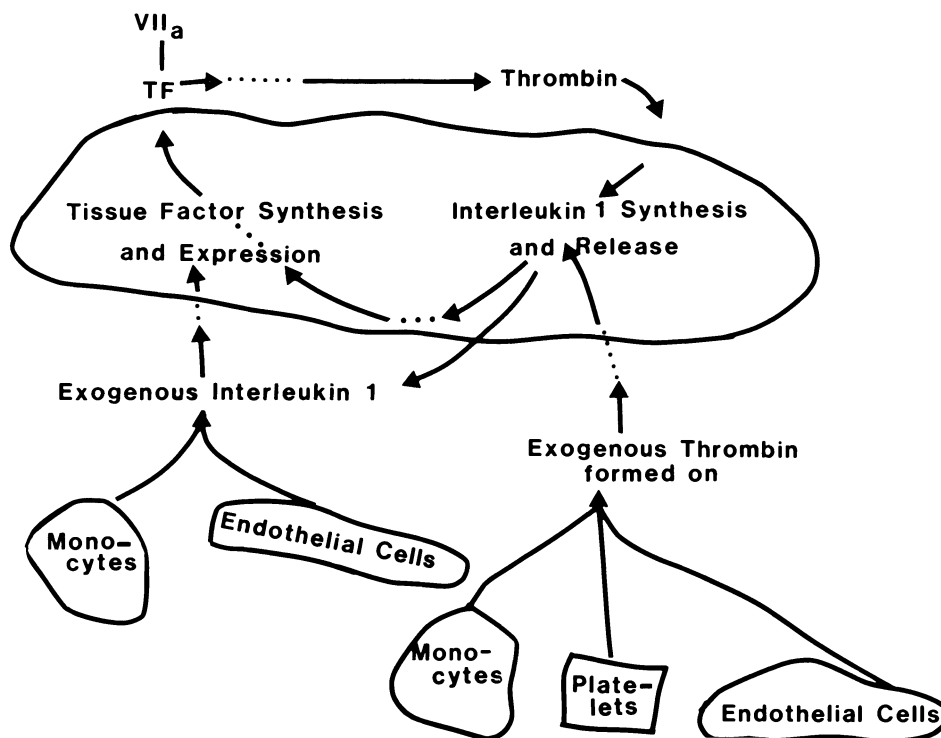 VIIa
TF
Thrombin
Tissue Factor Synthesis
and Expression
Interleukin 1 Synthesis
and Release
Exogenous Interleukin 1
Exogenous Thrombin
formed on
Mono-
cytes
Endothelial Cells
Mono-
cytes
Plate-
lets
Endothelial Cells